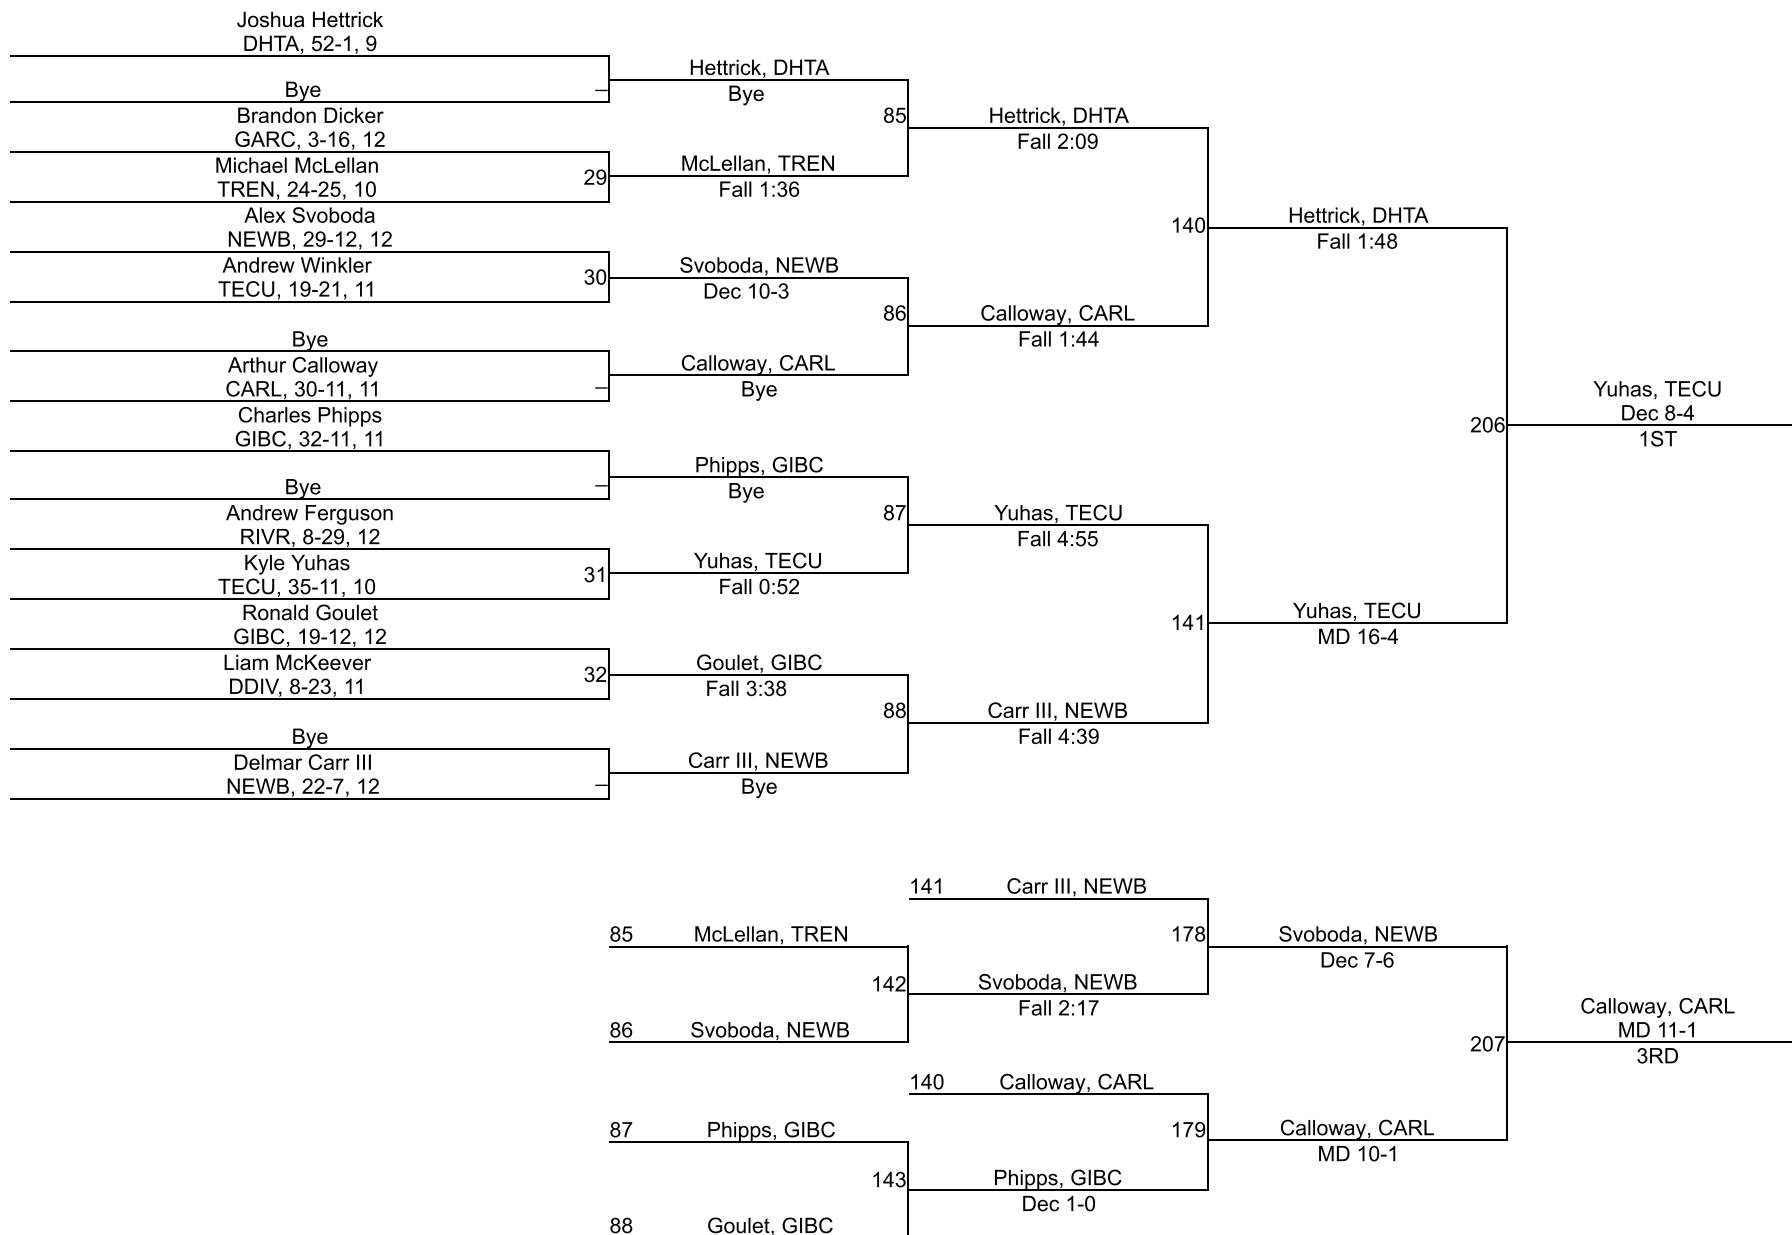 Joshua Hettrick
DHTA, 52-1, 9
Bye
–
Brandon Dicker
GARC, 3-16, 12
Michael McLellan
TREN, 24-25, 10
29
Alex Svoboda
NEWB, 29-12, 12
Andrew Winkler
TECU, 19-21, 11
30
Bye
Arthur Calloway
CARL, 30-11, 11
–
Charles Phipps
GIBC, 32-11, 11
Bye
–
Andrew Ferguson
RIVR, 8-29, 12
Kyle Yuhas
TECU, 35-11, 10
31
Ronald Goulet
GIBC, 19-12, 12
Liam McKeever
DDIV, 8-23, 11
32
Bye
Delmar Carr III
NEWB, 22-7, 12
–
Hettrick, DHTA
Bye
85
McLellan, TREN
Fall 1:36
Svoboda, NEWB
Dec 10-3
86
Calloway, CARL
Bye
Phipps, GIBC
Bye
87
Yuhas, TECU
Fall 0:52
Goulet, GIBC
Fall 3:38
88
Carr III, NEWB
Bye
Hettrick, DHTA
Fall 2:09
140
Calloway, CARL
Fall 1:44
Yuhas, TECU
Fall 4:55
141
Carr III, NEWB
Fall 4:39
Hettrick, DHTA
Fall 1:48
206
Yuhas, TECU
MD 16-4
Yuhas, TECU
Dec 8-4
1ST
141 Carr III, NEWB
85 McLellan, TREN
142
86 Svoboda, NEWB
178
Svoboda, NEWB
Fall 2:17
140 Calloway, CARL
87 Phipps, GIBC
143
88 Goulet, GIBC
179
Phipps, GIBC
Dec 1-0
Svoboda, NEWB
Dec 7-6
207
Calloway, CARL
MD 10-1
Calloway, CARL
MD 11-1
3RD